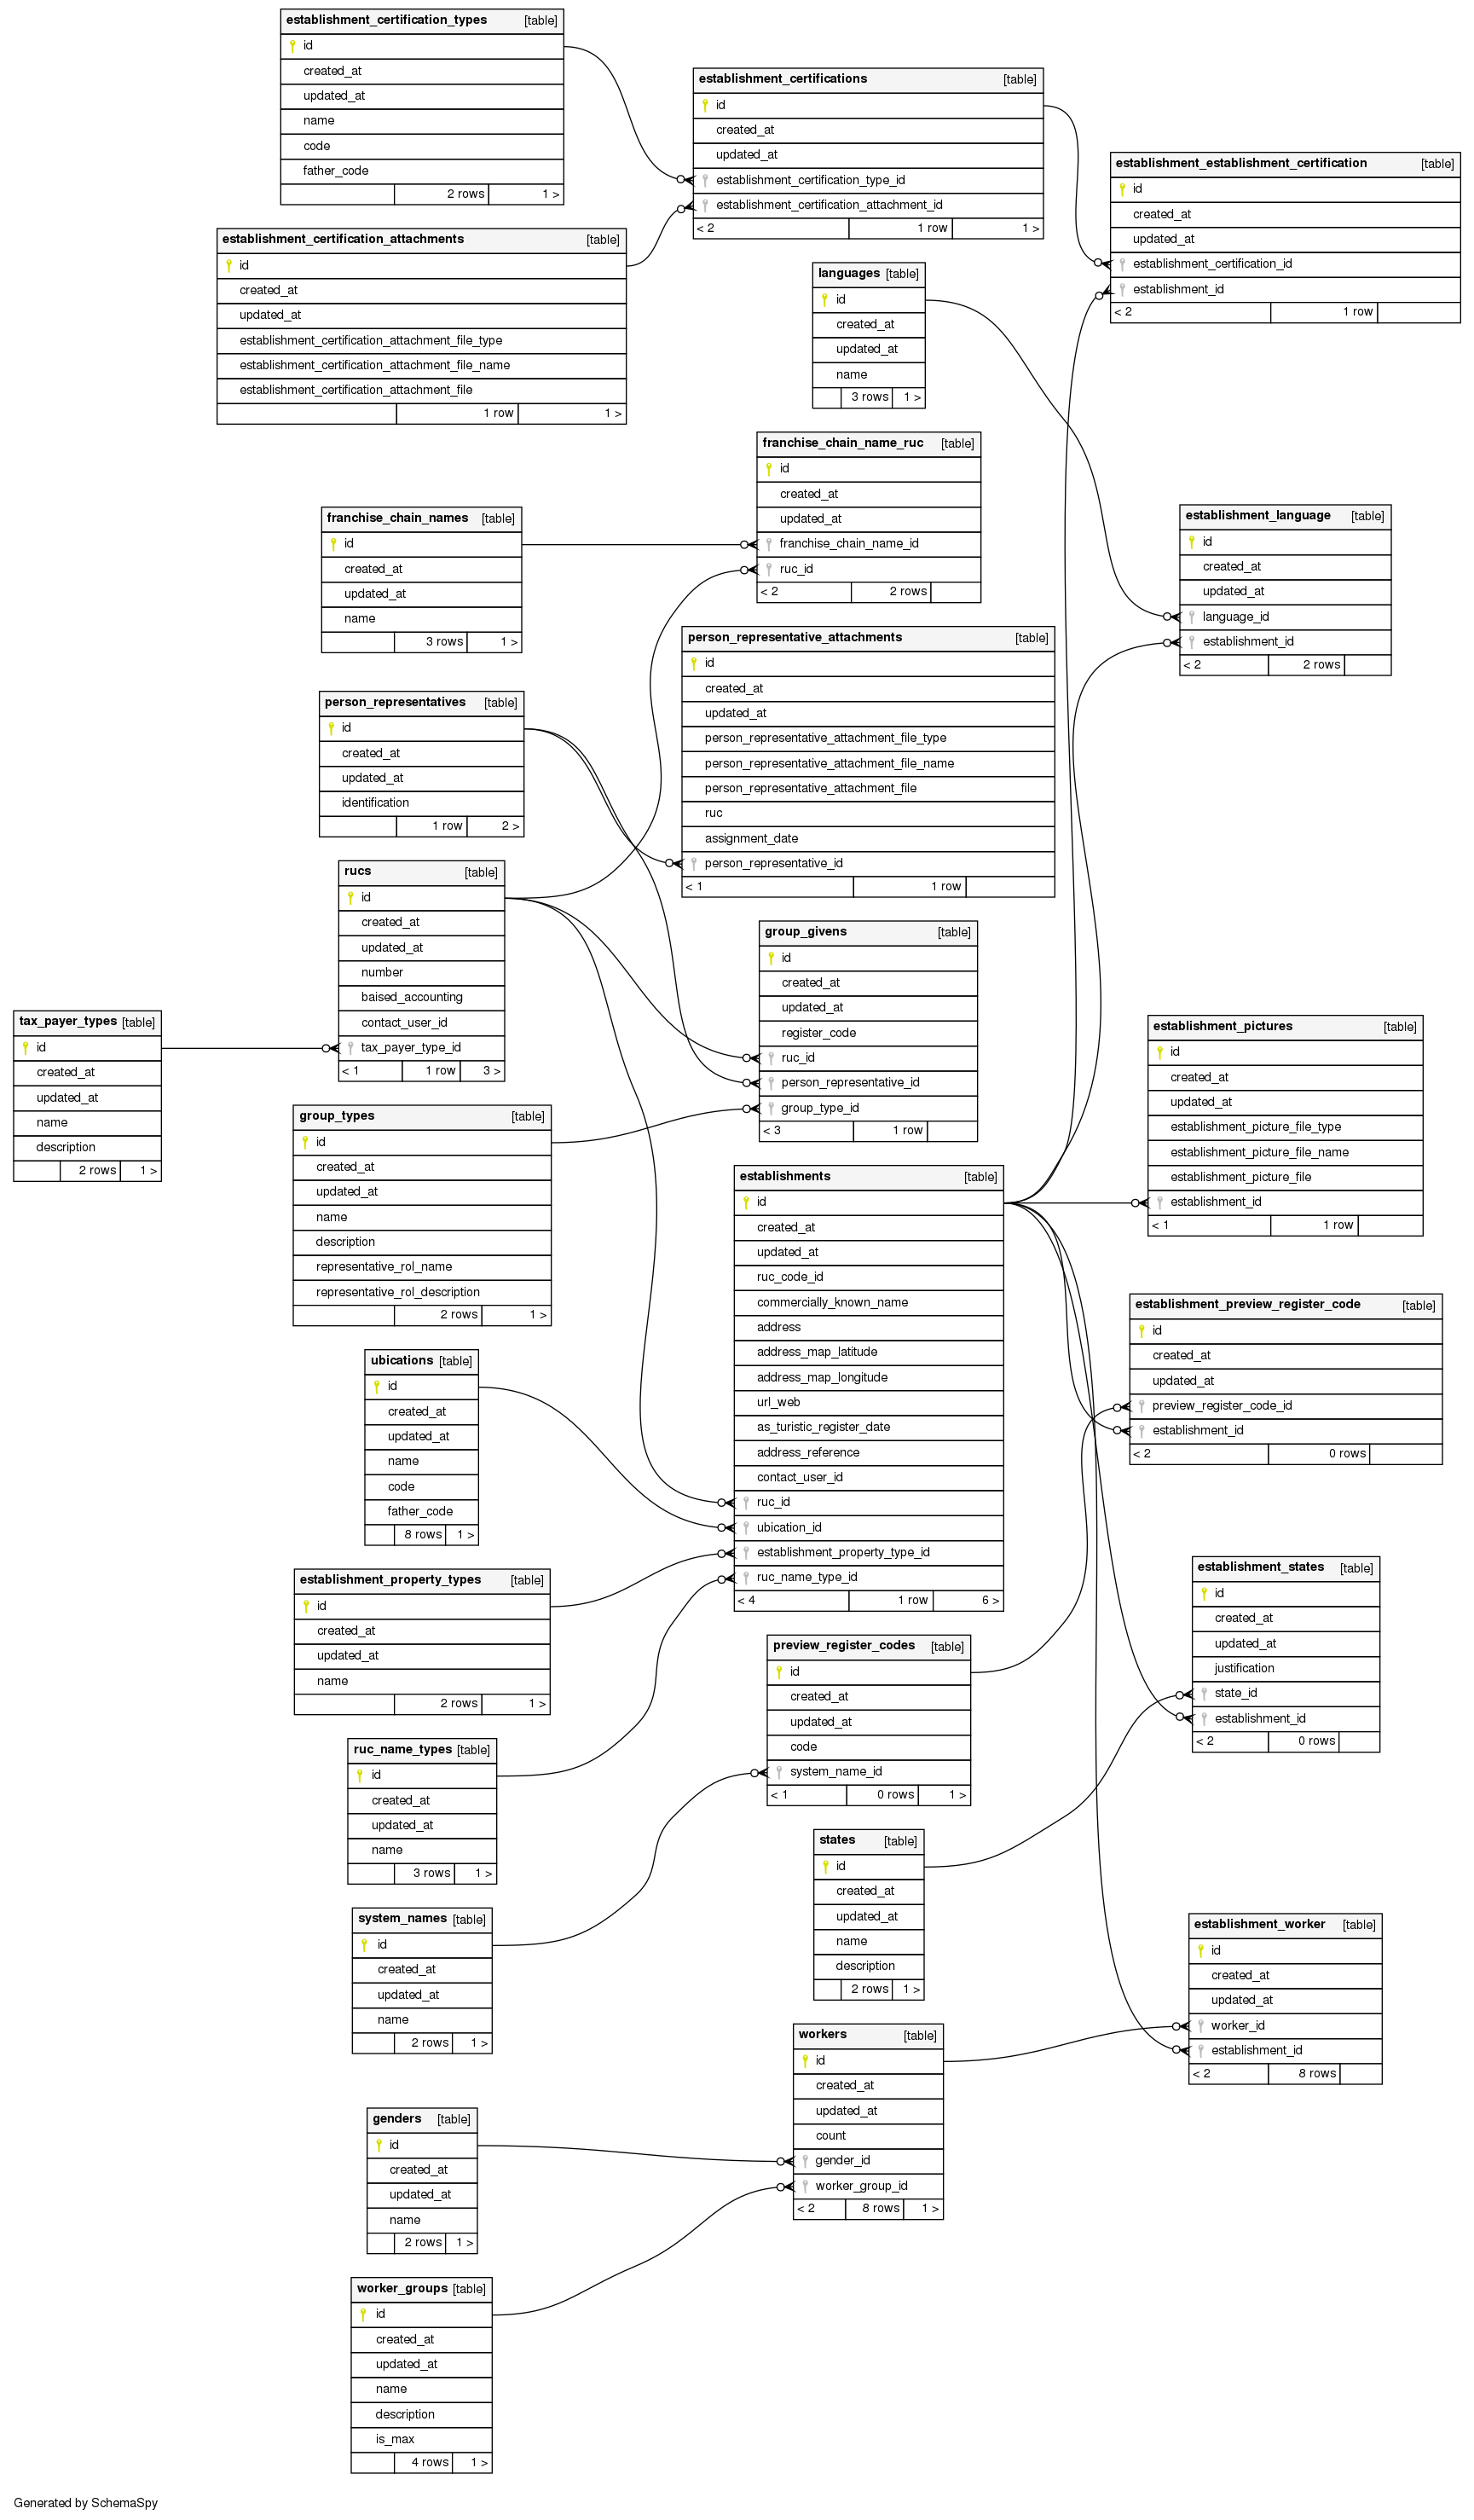 establishment_certification_types [table]
id
created_at
updated_at
name
code
father_code
2 rows 1 >
establishment_certifications [table]
id
created_at
updated_at
establishment_certification_type_id
establishment_certification_attachment_id
< 2 1 row 1 >
establishment_establishment_certification [table]
id
created_at
updated_at
establishment_certification_id
establishment_id
< 2 1 row
establishment_certification_attachments [table]
id
created_at
updated_at
establishment_certification_attachment_file_type
establishment_certification_attachment_file_name
establishment_certification_attachment_file
1 row 1 >
languages [table]
id
created_at
updated_at
name
3 rows 1 >
franchise_chain_name_ruc [table]
id
created_at
updated_at
franchise_chain_name_id
ruc_id
< 2 2 rows
franchise_chain_names [table]
id
created_at
updated_at
name
3 rows 1 >
establishment_language [table]
id
created_at
updated_at
language_id
establishment_id
< 2 2 rows
person_representative_attachments [table]
id
created_at
updated_at
person_representative_attachment_file_type
person_representative_attachment_file_name
person_representative_attachment_file
ruc
assignment_date
person_representative_id
< 1 1 row
person_representatives [table]
id
created_at
updated_at
identification
1 row 2 >
rucs [table]
id
created_at
updated_at
number
baised_accounting
contact_user_id
tax_payer_type_id
< 1 1 row 3 >
group_givens [table]
id
created_at
updated_at
register_code
ruc_id
person_representative_id
group_type_id
< 3 1 row
tax_payer_types [table]
id
created_at
updated_at
name
description
2 rows 1 >
establishment_pictures [table]
id
created_at
updated_at
establishment_picture_file_type
establishment_picture_file_name
establishment_picture_file
establishment_id
< 1 1 row
group_types [table]
id
created_at
updated_at
name
description
representative_rol_name
representative_rol_description
2 rows 1 >
establishments [table]
id
created_at
updated_at
ruc_code_id
commercially_known_name
address
address_map_latitude
address_map_longitude
url_web
as_turistic_register_date
address_reference
contact_user_id
ruc_id
ubication_id
establishment_property_type_id
ruc_name_type_id
< 4 1 row 6 >
establishment_preview_register_code [table]
id
created_at
updated_at
preview_register_code_id
establishment_id
< 2 0 rows
ubications [table]
id
created_at
updated_at
name
code
father_code
8 rows 1 >
establishment_property_types [table]
id
created_at
updated_at
name
2 rows 1 >
establishment_states [table]
id
created_at
updated_at
justification
state_id
establishment_id
< 2 0 rows
preview_register_codes [table]
id
created_at
updated_at
code
system_name_id
< 1 0 rows 1 >
ruc_name_types [table]
id
created_at
updated_at
name
3 rows 1 >
states [table]
id
created_at
updated_at
name
description
2 rows 1 >
system_names [table]
id
created_at
updated_at
name
2 rows 1 >
establishment_worker [table]
id
created_at
updated_at
worker_id
establishment_id
< 2 8 rows
workers [table]
id
created_at
updated_at
count
gender_id
worker_group_id
< 2 8 rows 1 >
genders [table]
id
created_at
updated_at
name
2 rows 1 >
worker_groups [table]
id
created_at
updated_at
name
description
is_max
4 rows 1 >
Generated by SchemaSpy